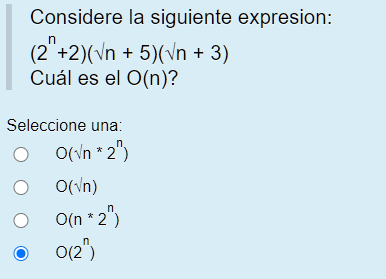 Considere la siguiente expresion:
(2ⁿ+2)(√n + 5)(√n + 3)
Cuál es el O(n)?
Seleccione una:
O(√n * 2ⁿ)
O(√n)
O(n * 2ⁿ)
O(2ⁿ)